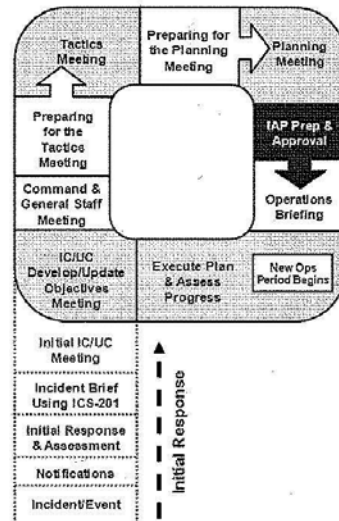 Tactics
Meeting
Preparing for
the Planning
Meeting
Planning
Meeting
Preparing
for the
Tactics
Meeting
IAP Prep &
Approval
Command &
General Staff
Meeting
Operations
Briefing
IC/UC
Develop/Update
Objectives
Meeting
Execute Plan
& Assess
Progress
New Ops
Period Begins
Initial IC/UC
Meeting
Incident Brief
Using ICS-201
Initial Response
& Assessment
Notifications
Incident/Event
Initial Response